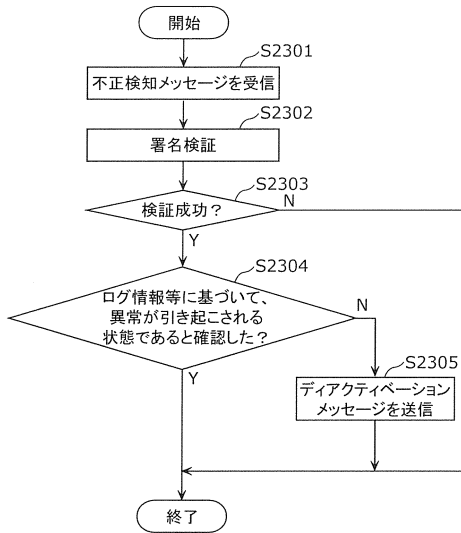 開始
S2301
不正検知メッセージを受信
S2302
署名検証
S2303
検証成功？
N
Y
S2304
ログ情報等に基づいて、
異常が引き起こされる
状態であると確認した？
N
Y
S2305
ディアクティベーション
メッセージを送信
終了